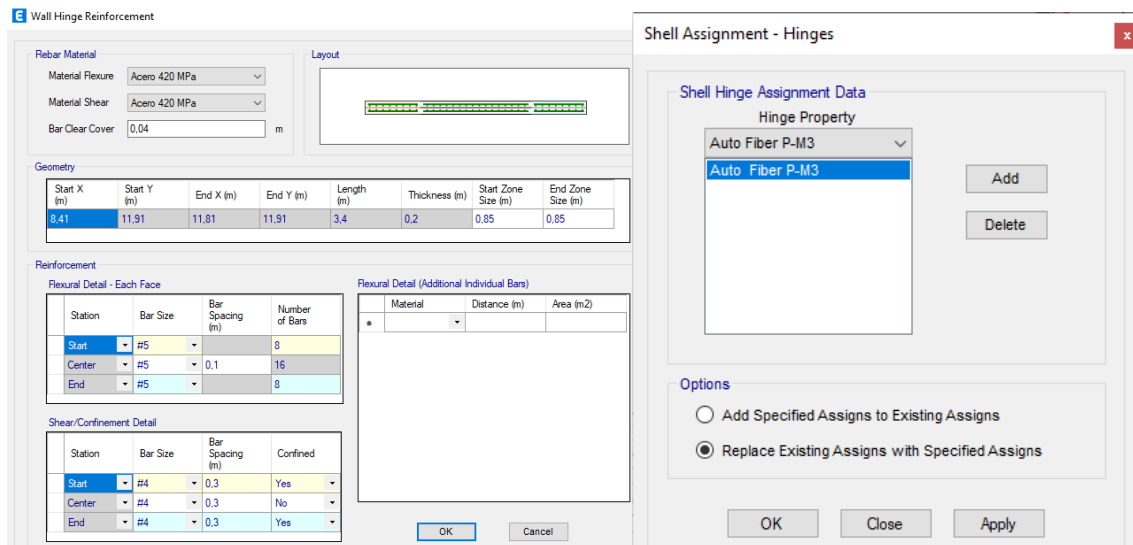 E Wall Hinge Reinforcement
Rebar Material
Material Flexure Acero 420 MPa
Material Shear Acero 420 MPa
Bar Clear Cover 0,04 m
Layout
Geometry
Start X (m) Start Y (m) End X (m) End Y (m) Length (m) Thickness (m) Start Zone Size (m) End Zone Size (m)
8,41 11,91 11,81 11,91 3,4 0,2 0,85 0,85
Reinforcement
Flexural Detail - Each Face
Station Bar Size Bar Spacing (m) Number of Bars
Start #5 8
Center #5 0,1 16
End #5 8
Shear/Confinement Detail
Station Bar Size Bar Spacing (m) Confined
Start #4 0,3 Yes
Center #4 0,3 No
End #4 0,3 Yes
Flexural Detail (Additional Individual Bars)
Material Distance (m) Area (m2)
OK Cancel
Shell Assignment - Hinges
x
Shell Hinge Assignment Data
Hinge Property
Auto Fiber P-M3
Auto Fiber P-M3
Add
Delete
Options
Add Specified Assigns to Existing Assigns
Replace Existing Assigns with Specified Assigns
OK Close Apply